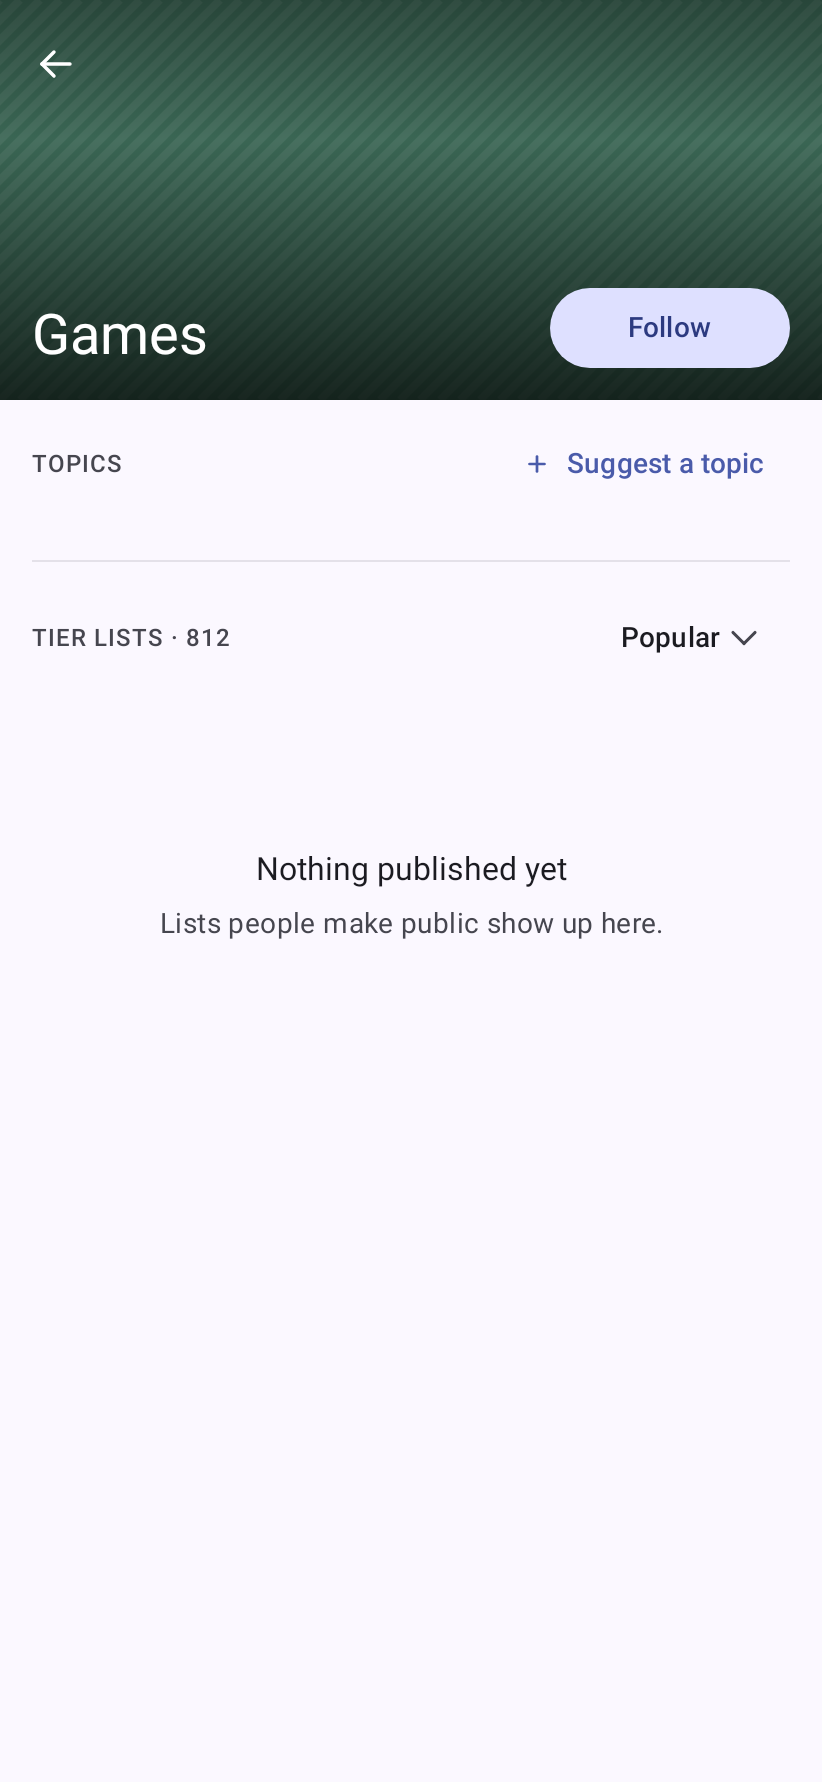 Games
Follow
TOPICS
+ Suggest a topic
TIER LISTS · 812
Popular
Nothing published yet
Lists people make public show up here.